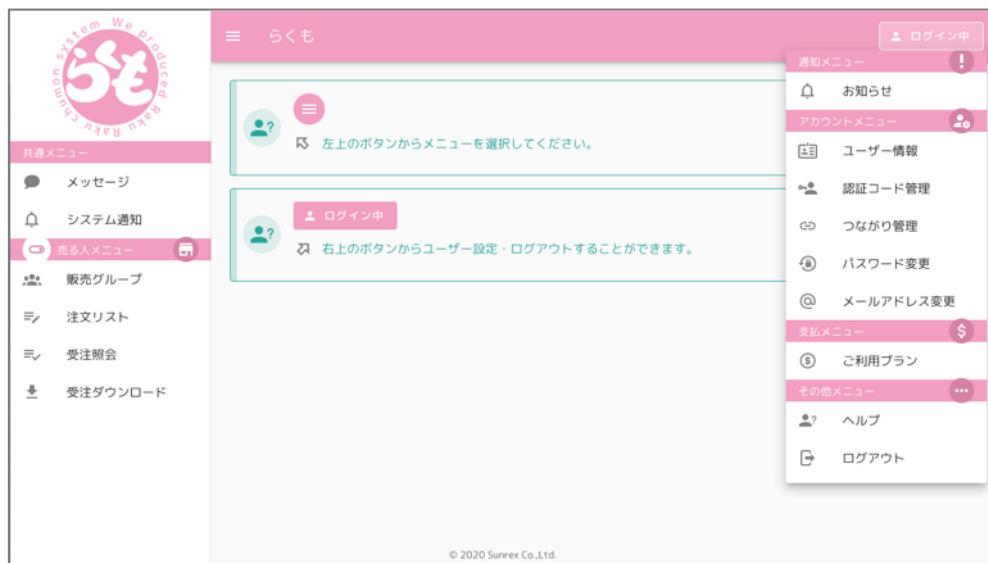 system We produced Raku Raku chumon
らくも
共通メニュー
メッセージ
システム通知
売る人メニュー
販売グループ
注文リスト
受注照会
受注ダウンロード
らくも
ログイン中
左上のボタンからメニューを選択してください。
ログイン中
右上のボタンからユーザー設定・ログアウトすることができます。
通知メニュー
お知らせ
アカウントメニュー
ユーザー情報
認証コード管理
つながり管理
パスワード変更
メールアドレス変更
支払メニュー
ご利用プラン
その他メニュー
ヘルプ
ログアウト
© 2020 Sunrex Co.,Ltd.